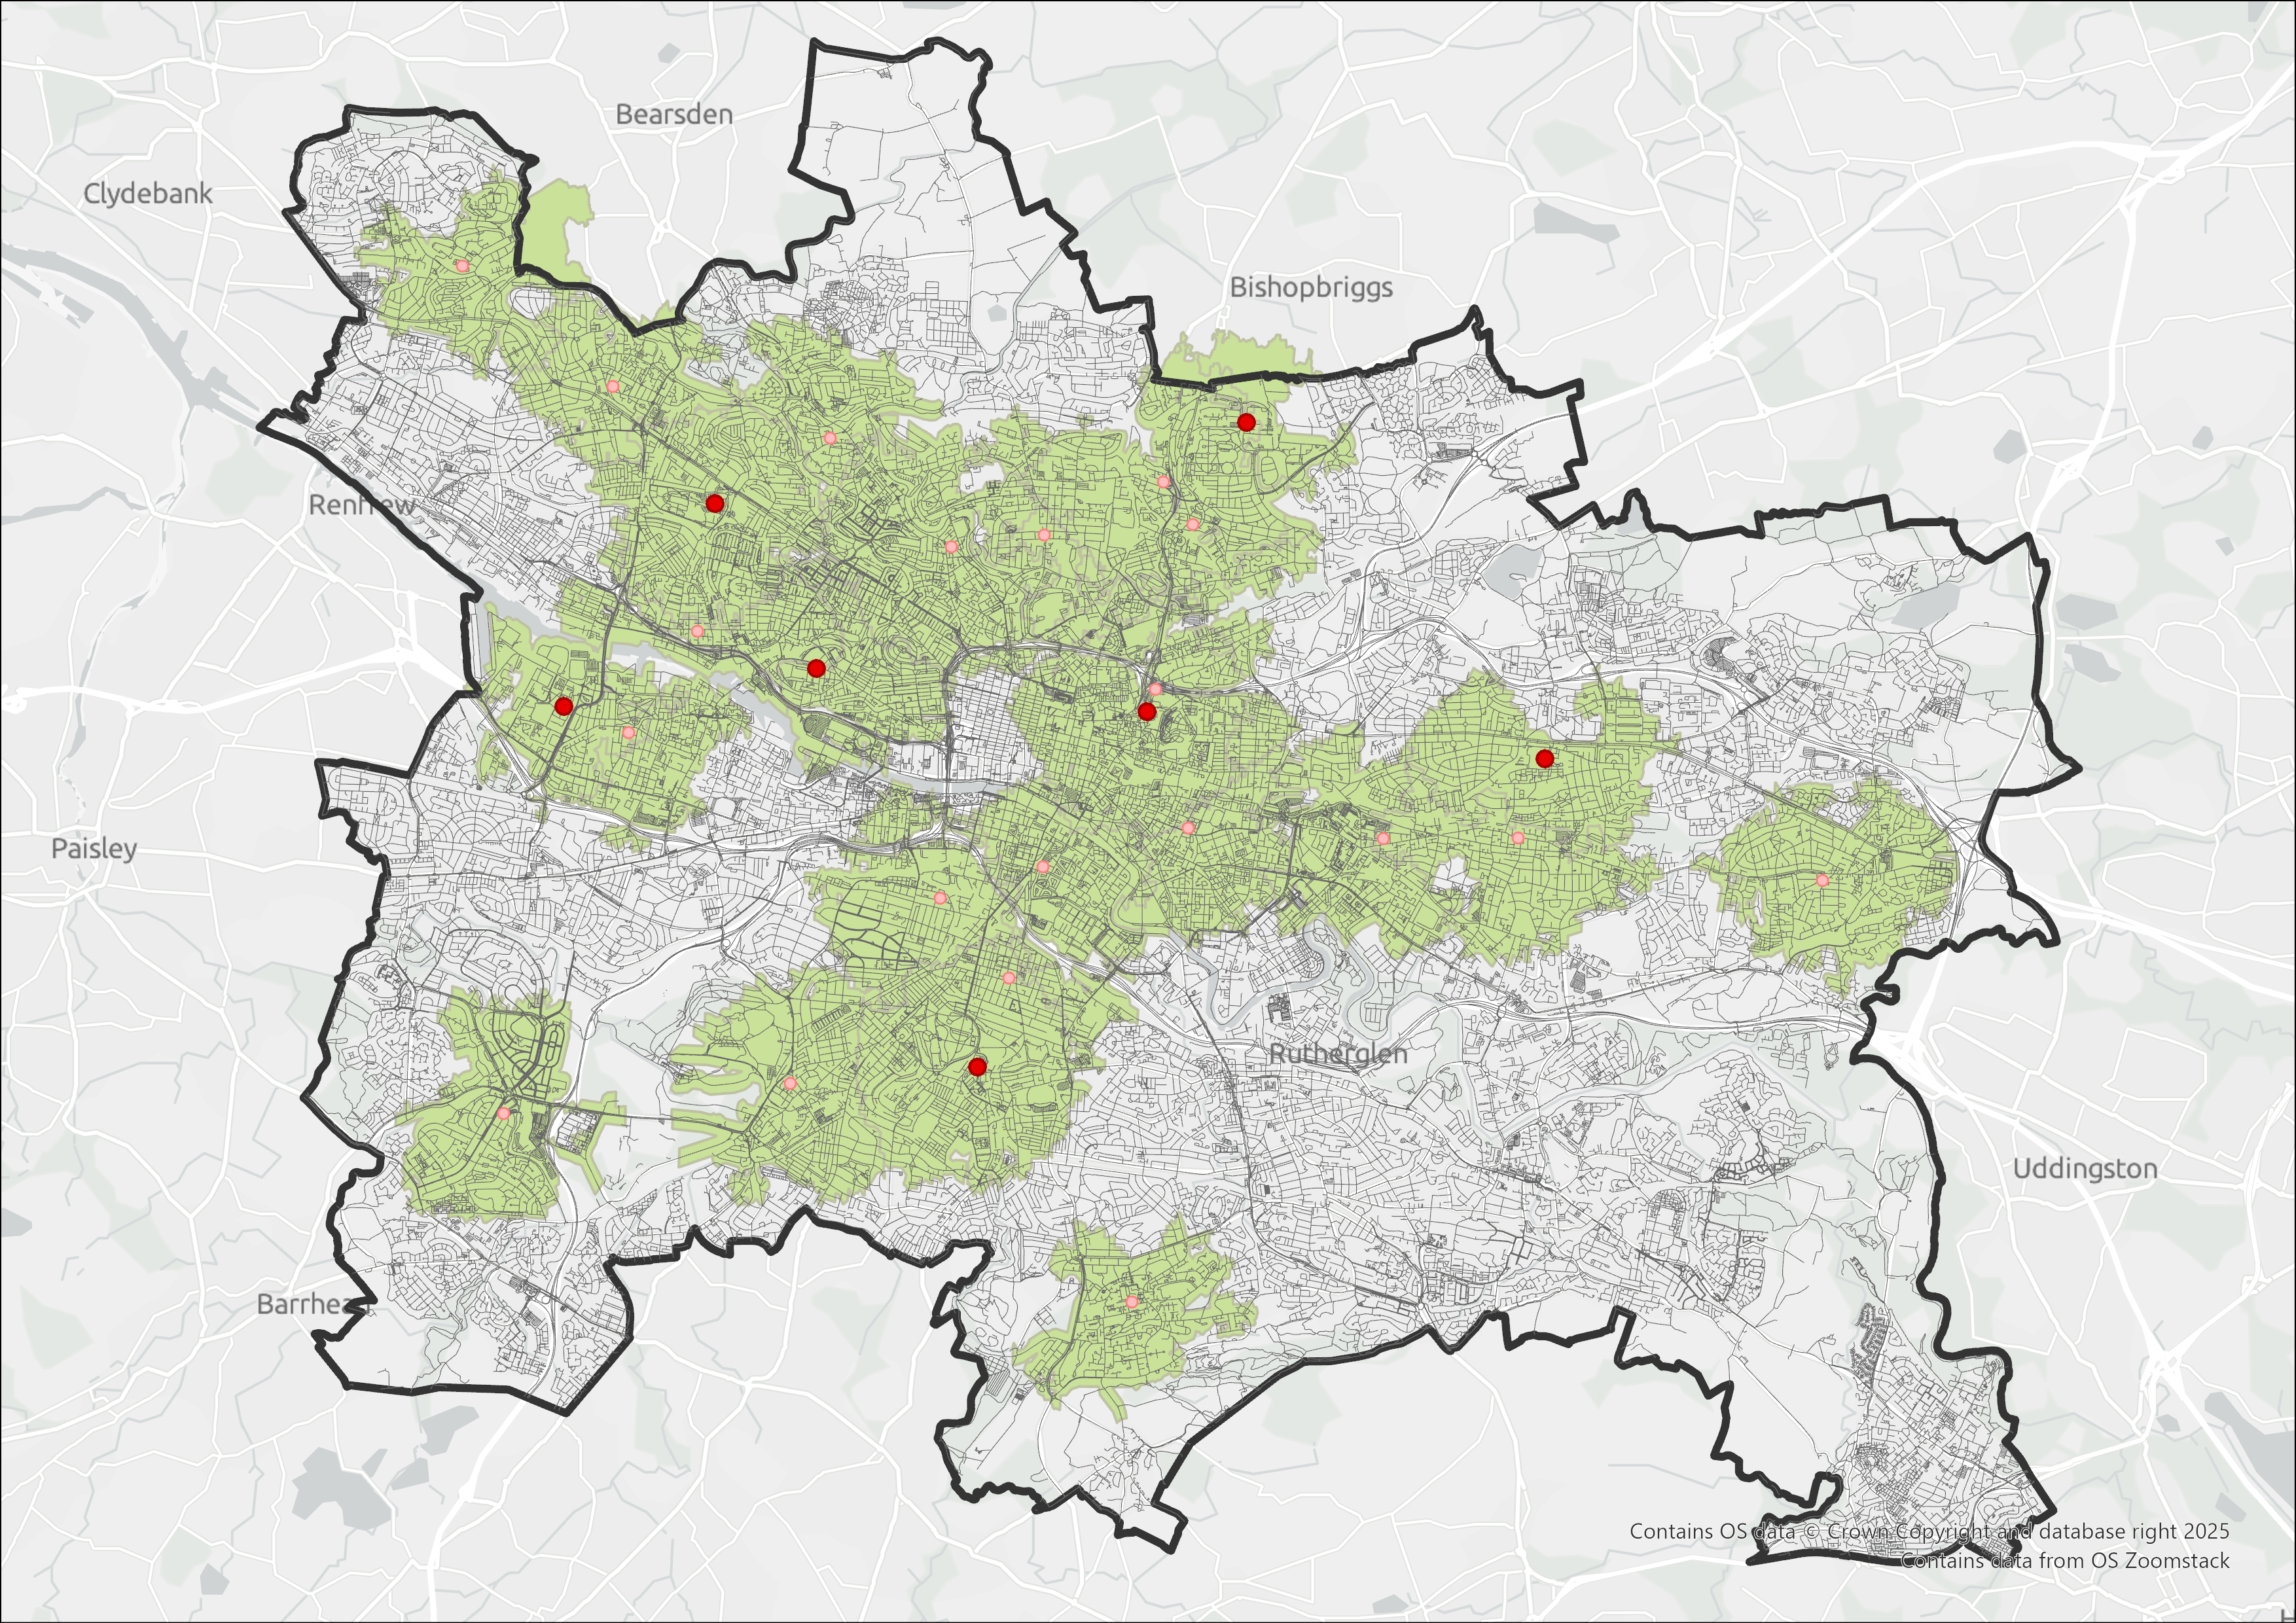 Bearsden
Clydebank
Bishopbriggs
Renfrew
Paisley
Rutherglen
Uddingston
Barrhead
Contains OS data © Crown Copyright and database right 2025
Contains data from OS Zoomstack